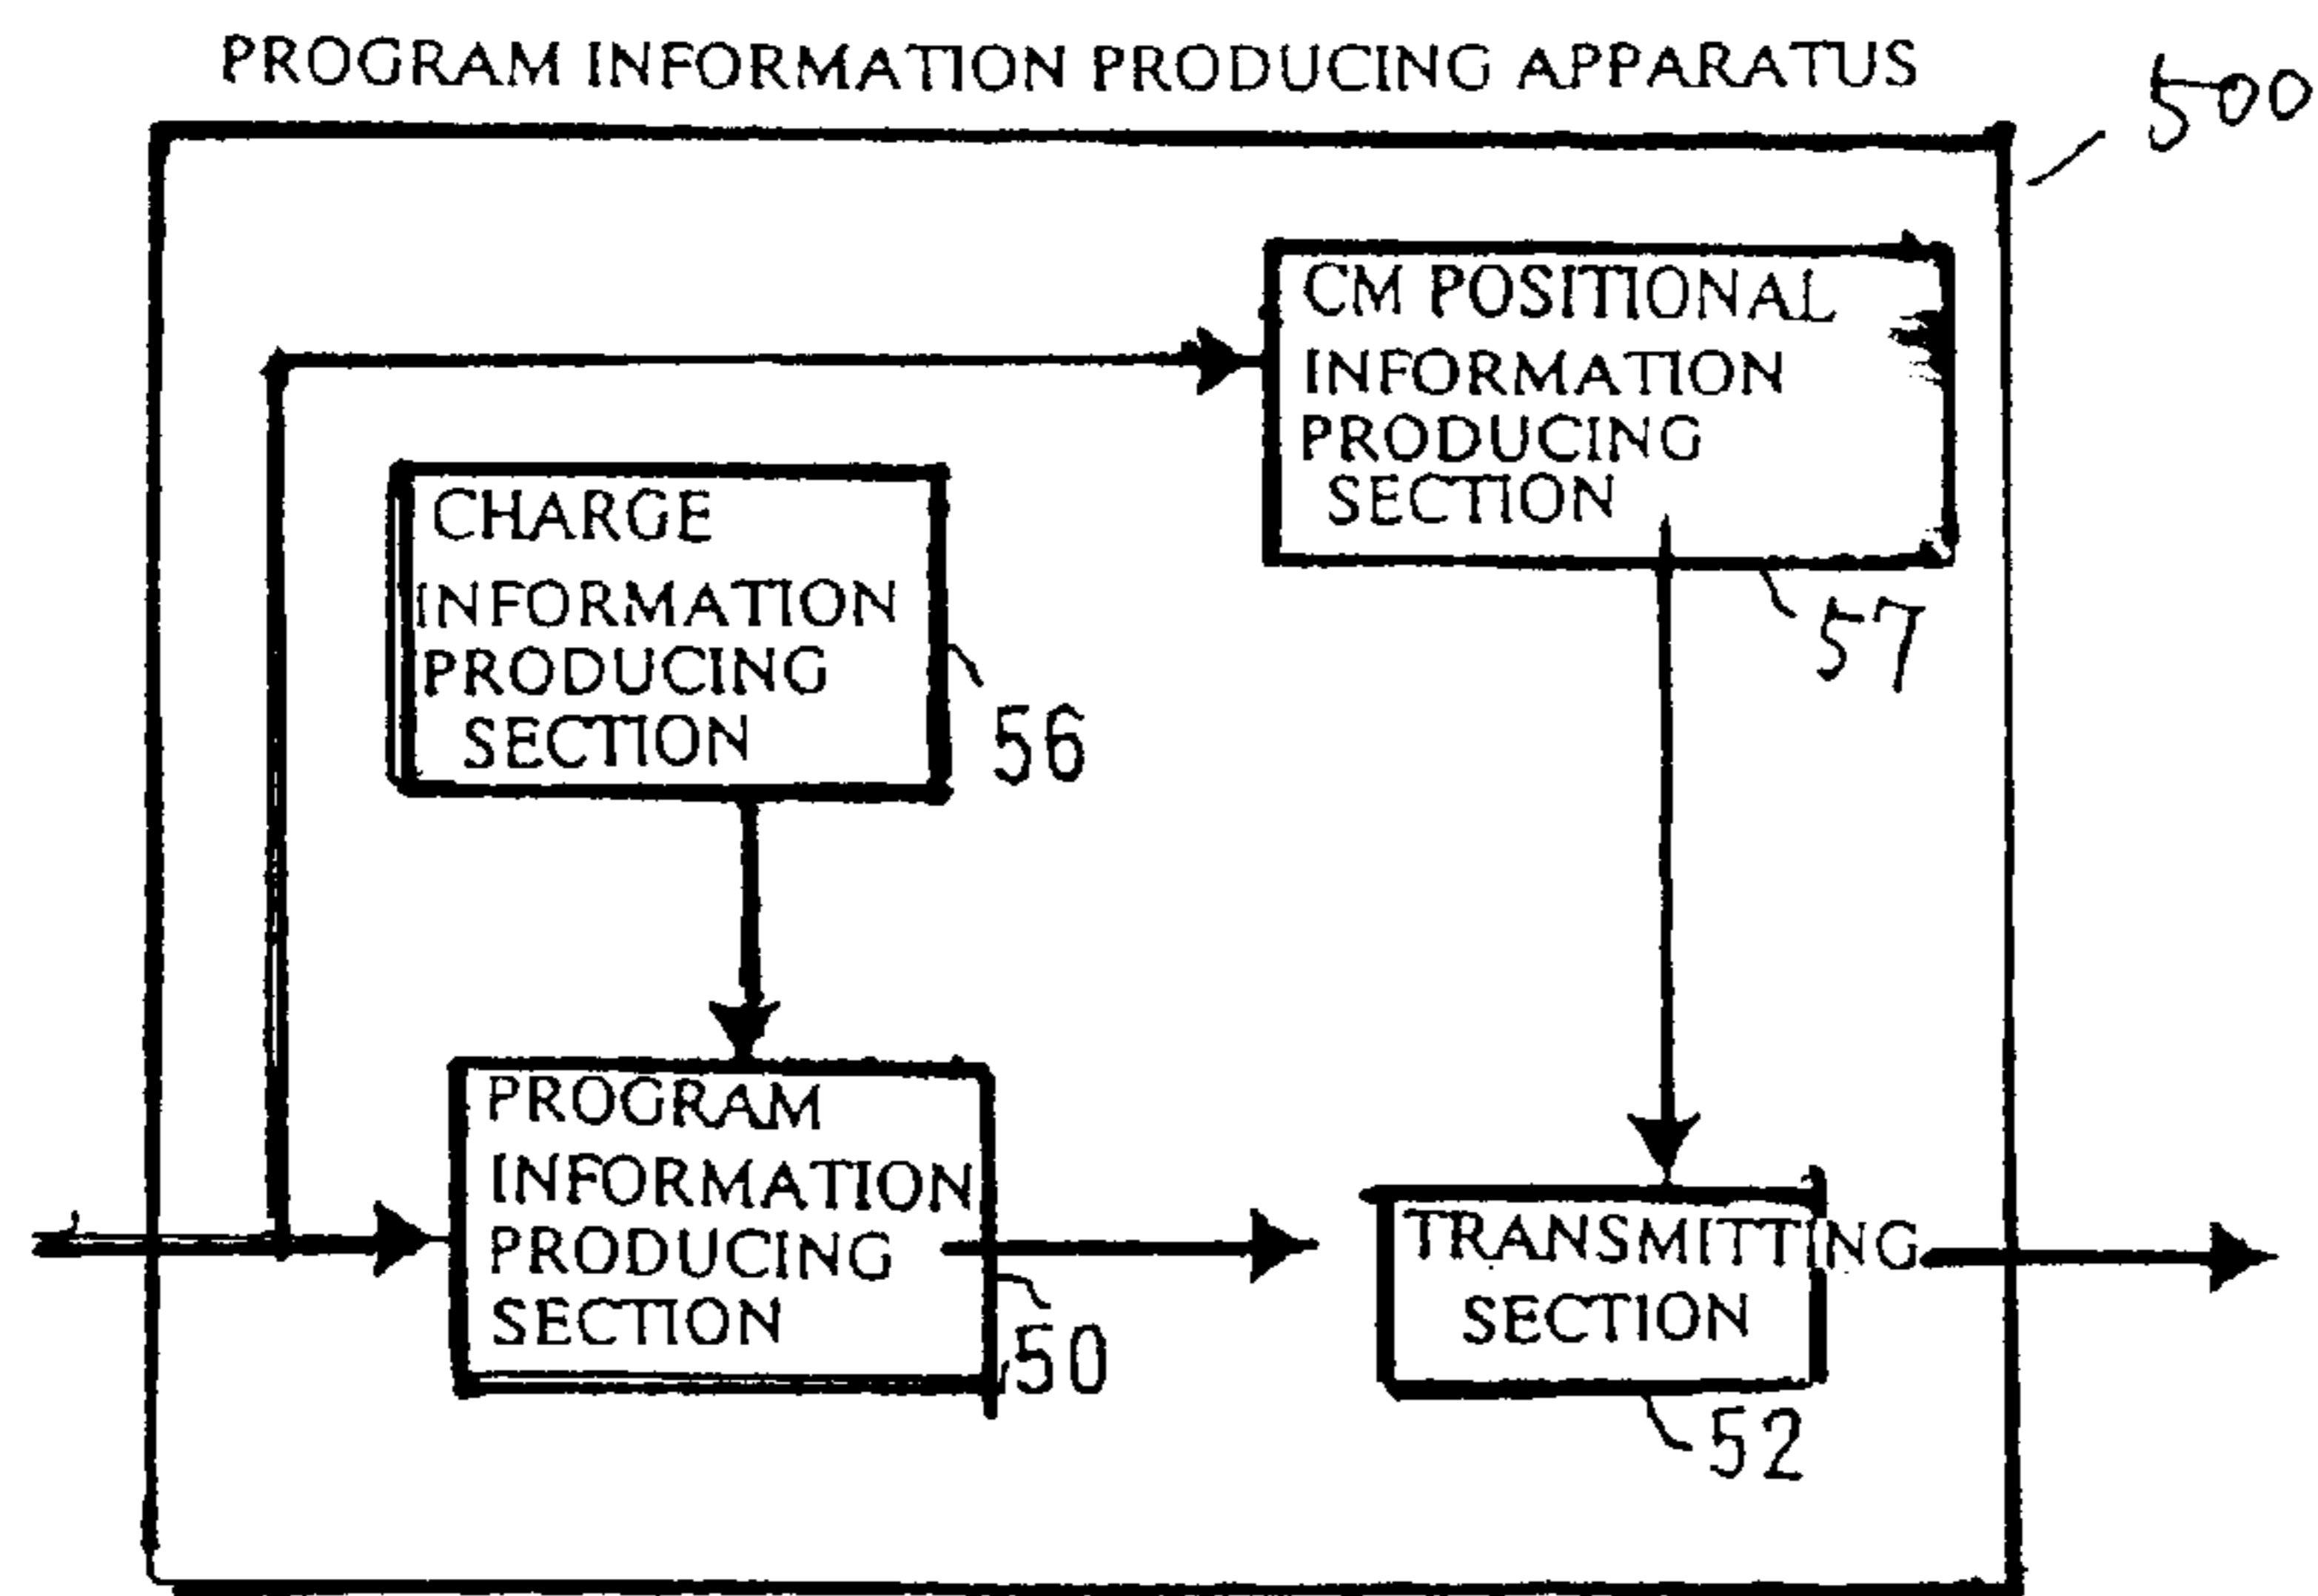 PROGRAM INFORMATION PRODUCING APPARATUS
500
CM POSITIONAL
INFORMATION
PRODUCING
SECTION
57
CHARGE
INFORMATION
PRODUCING
SECTION
56
PROGRAM
INFORMATION
PRODUCING
SECTION
50
TRANSMITTING
SECTION
52